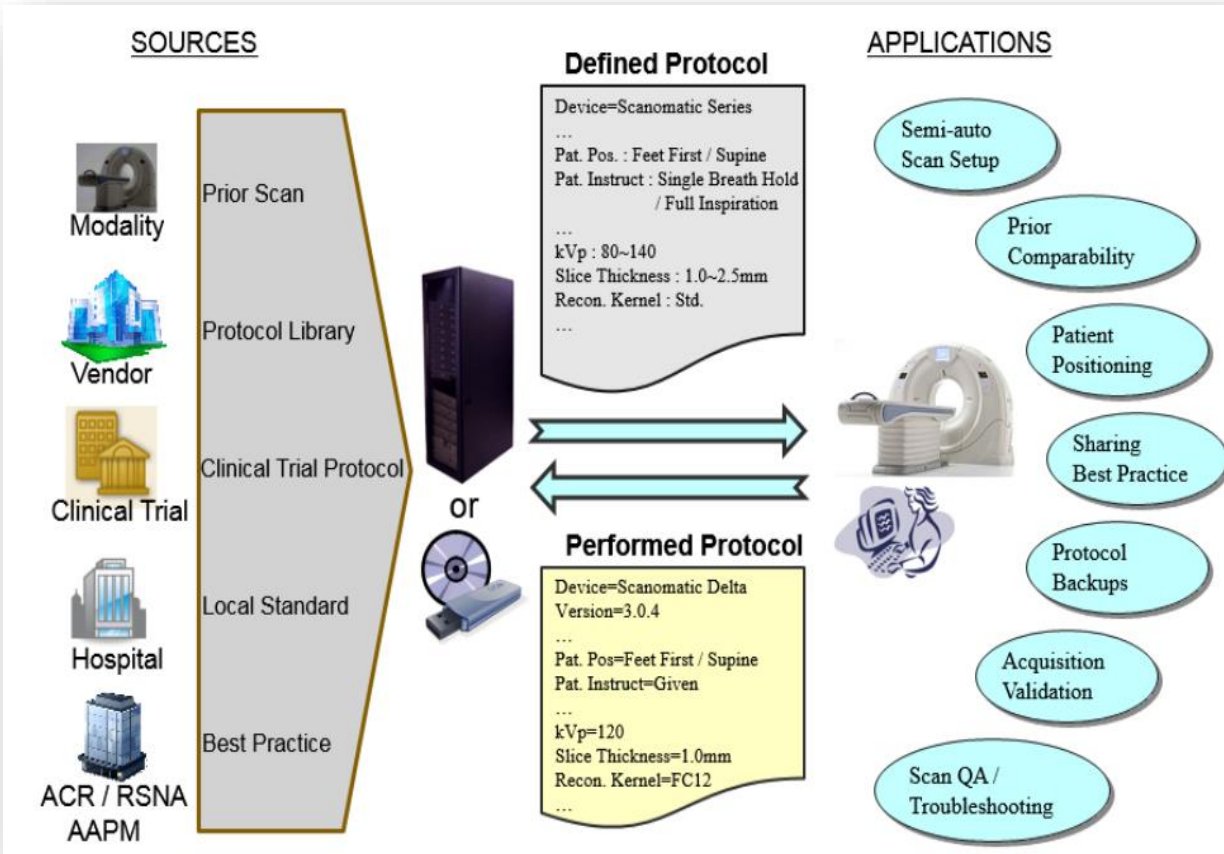 SOURCES
Modality
Vendor
Clinical Trial
Hospital
ACR / RSNA
AAPM
Prior Scan
Protocol Library
Clinical Trial Protocol
Local Standard
Best Practice
or
Defined Protocol
Device=Scanomatic Series
...
Pat. Pos. : Feet First / Supine
Pat. Instruct : Single Breath Hold
/ Full Inspiration
...
kVp : 80~140
Slice Thickness : 1.0~2.5mm
Recon. Kernel : Std.
...
Performed Protocol
Device=Scanomatic Delta
Version=3.0.4
...
Pat. Pos=Feet First / Supine
Pat. Instruct=Given
...
kVp=120
Slice Thickness=1.0mm
Recon. Kernel=FC12
...
APPLICATIONS
Semi-auto
Scan Setup
Prior
Comparability
Patient
Positioning
Sharing
Best Practice
Protocol
Backups
Acquisition
Validation
Scan QA /
Troubleshooting